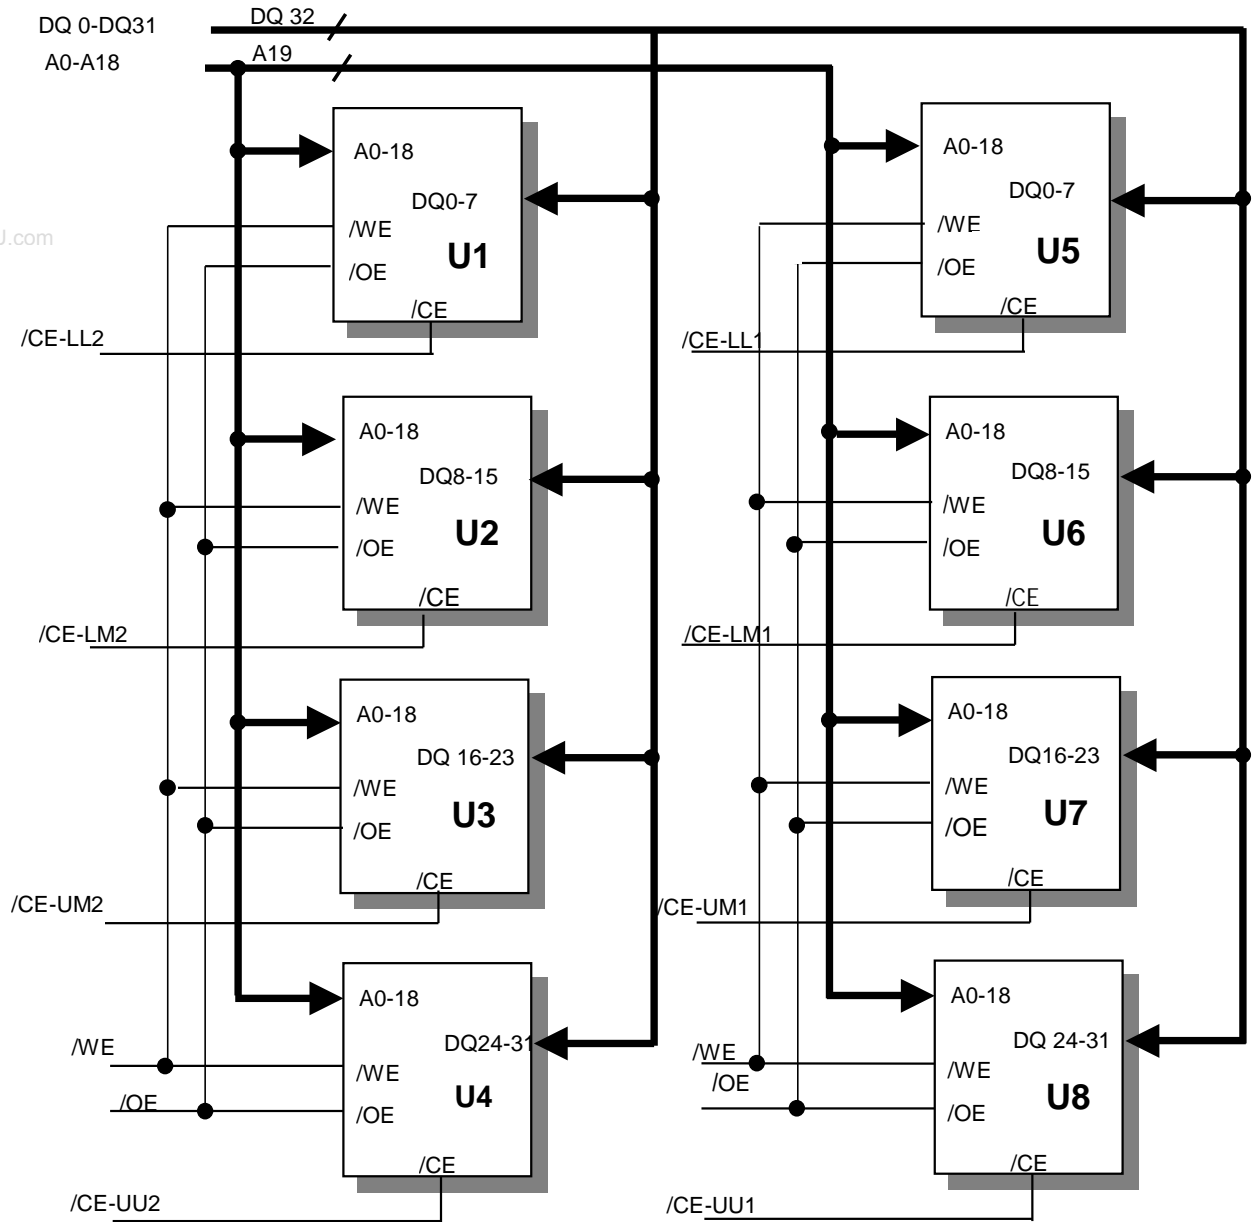 DQ 0-DQ31
DQ 32
A0-A18
A19
J.com
A0-18
DQ0-7
/WE
U1
/OE
/CE
/CE-LL2
A0-18
DQ8-15
/WE
U2
/OE
/CE
/CE-LM2
A0-18
DQ 16-23
/WE
U3
/OE
/CE
/CE-UM2
A0-18
DQ24-31
/WE
/WE
U4
/OE
/OE
/CE
/CE-UU2
A0-18
DQ0-7
/WE
U5
/OE
/CE
/CE-LL1
A0-18
DQ8-15
/WE
U6
/OE
/CE
/CE-LM1
A0-18
DQ16-23
/WE
U7
/OE
/CE
/CE-UM1
A0-18
DQ 24-31
/WE
/WE
/OE
U8
/OE
/CE
/CE-UU1